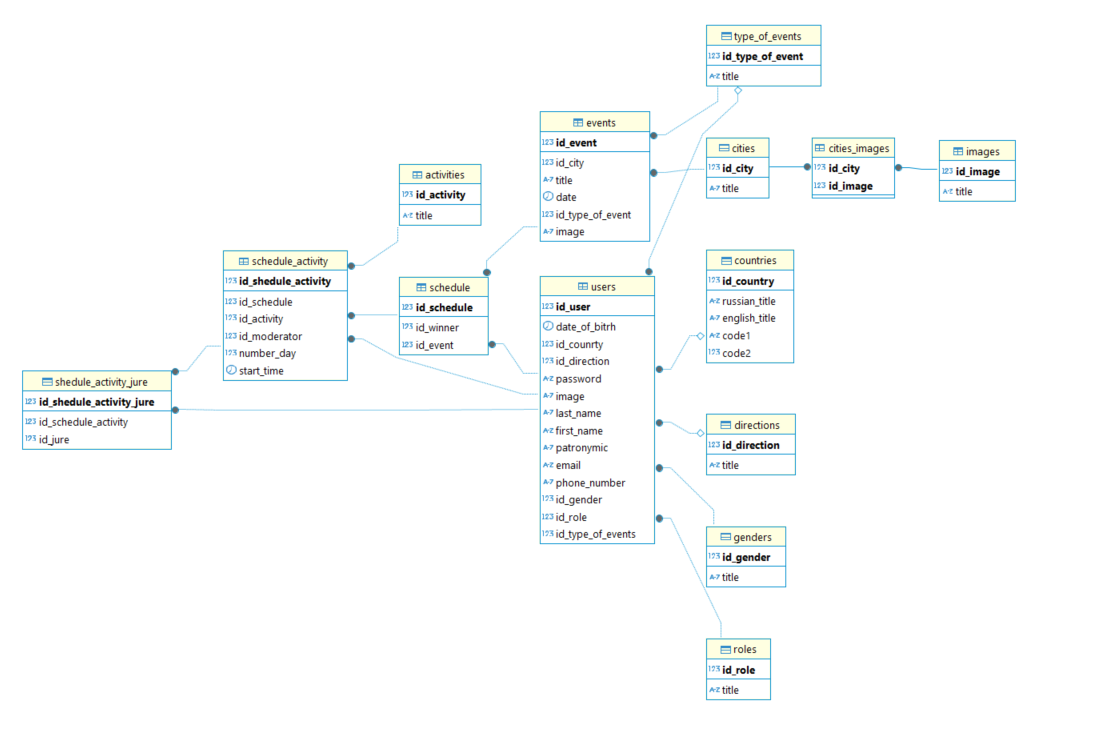 type_of_events
123 id_type_of_event
A-Z title
events
123 id_event
123 id_city
A-Z title
date
123 id_type_of_event
A-Z image
cities
123 id_city
A-Z title
cities_images
123 id_city
123 id_image
images
123 id_image
A-Z title
activities
123 id_activity
A-Z title
schedule_activity
123 id_shedule_activity
123 id_schedule
123 id_activity
123 id_moderator
123 number_day
start_time
schedule
123 id_schedule
123 id_winner
123 id_event
users
123 id_user
date_of_bitrh
123 id_counrty
123 id_direction
A-Z password
A-Z image
A-Z last_name
A-Z first_name
A-Z patronymic
A-Z email
A-Z phone_number
123 id_gender
123 id_role
123 id_type_of_events
countries
123 id_country
A-Z russian_title
A-Z english_title
A-Z code1
123 code2
shedule_activity_jure
123 id_shedule_activity_jure
123 id_schedule_activity
123 id_jure
directions
123 id_direction
A-Z title
genders
123 id_gender
A-Z title
roles
123 id_role
A-Z title